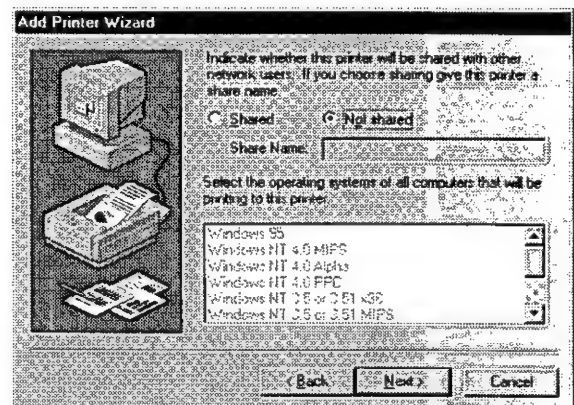 Add Printer Wizard
Indicate whether this printer will be shared with other
network users. If you choose sharing give this printer a
share name.
Shared
Not shared
Share Name:
Select the operating systems of all computers that will be
printing to this printer.
Windows 95
Windows NT 4.0 MIPS
Windows NT 4.0 Alpha
Windows NT 4.0 PPC
Windows NT 3.5 or 3.51 x86
Windows NT 3.5 or 3.51 MIPS
< Back
Next >
Cancel